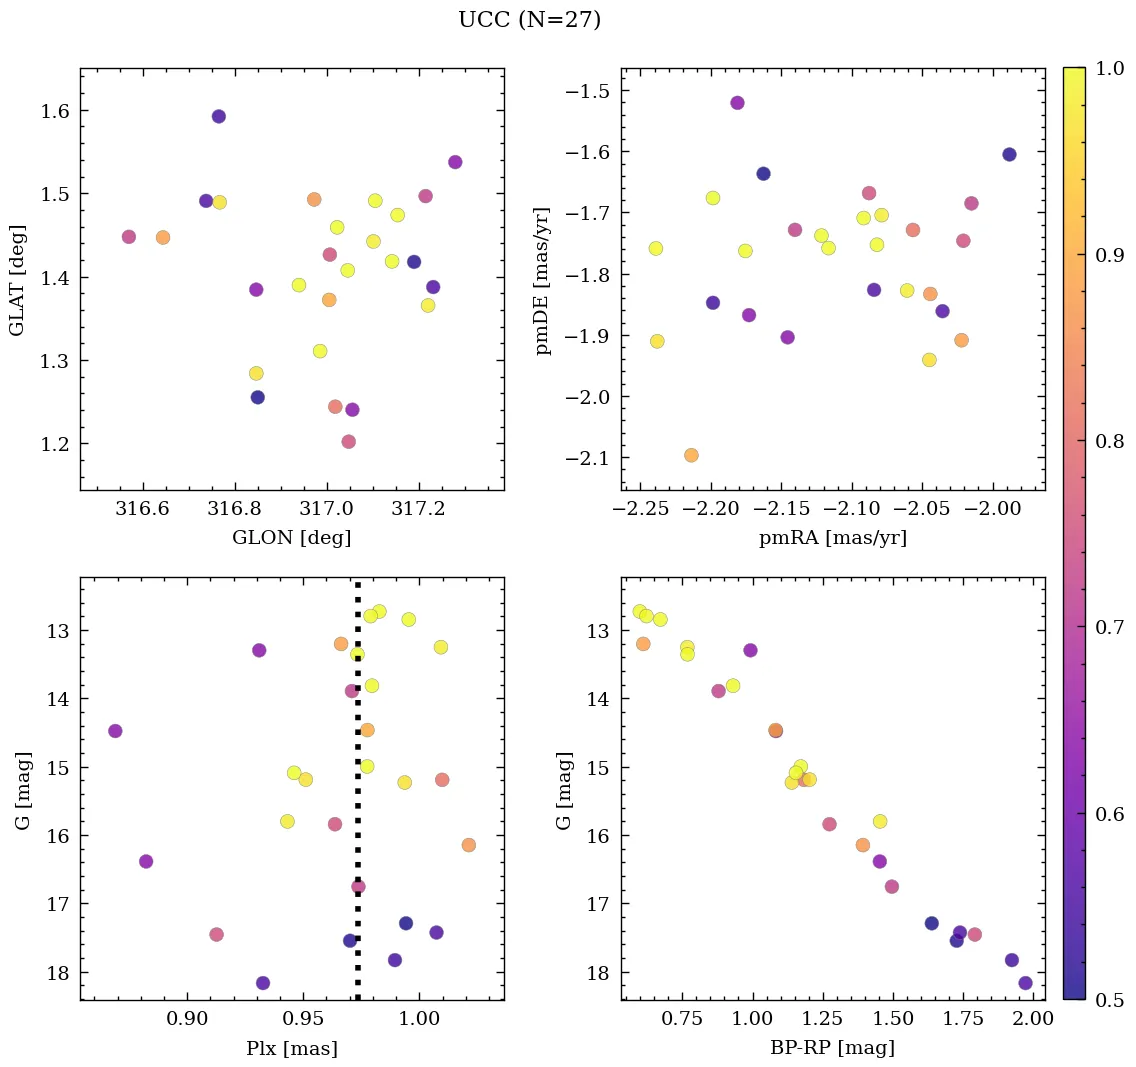 UCC (N=27)
1.6
1.5
1.4
1.3
1.2
GLAT [deg]
316.6 316.8 317.0 317.2
GLON [deg]
−1.5
−1.6
−1.7
−1.8
−1.9
−2.0
−2.1
pmDE [mas/yr]
−2.25 −2.20 −2.15 −2.10 −2.05 −2.00
pmRA [mas/yr]
13
14
15
16
17
18
G [mag]
0.90 0.95 1.00
Plx [mas]
13
14
15
16
17
18
G [mag]
0.75 1.00 1.25 1.50 1.75 2.00
BP-RP [mag]
1.0
0.9
0.8
0.7
0.6
0.5